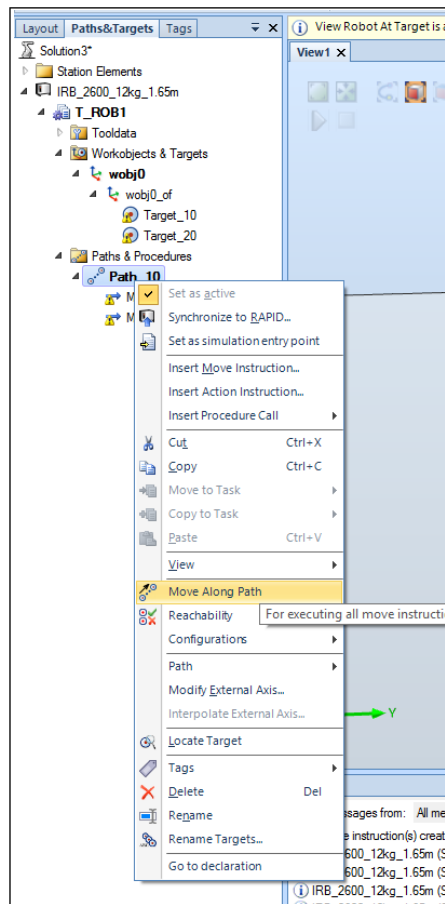 Layout Paths&Targets Tags
View Robot At Target is a
Solution3*
View1
Station Elements
IRB_2600_12kg_1.65m
T_ROB1
Tooldata
Workobjects & Targets
wobj0
wobj0_of
Target_10
Target_20
Paths & Procedures
Path_10
M
M
Set as active
Synchronize to RAPID...
Set as simulation entry point
Insert Move Instruction...
Insert Action Instruction...
Insert Procedure Call
Cut Ctrl+X
Copy Ctrl+C
Move to Task
Copy to Task
Paste Ctrl+V
View
Move Along Path
Reachability
For executing all move instructi
Configurations
Path
Modify External Axis...
Interpolate External Axis...
Y
Locate Target
Tags
Delete Del
Rename
Rename Targets...
Go to declaration
ssages from: All me
e instruction(s) creat
600_12kg_1.65m (S
600_12kg_1.65m (S
IRB_2600_12kg_1.65m (S